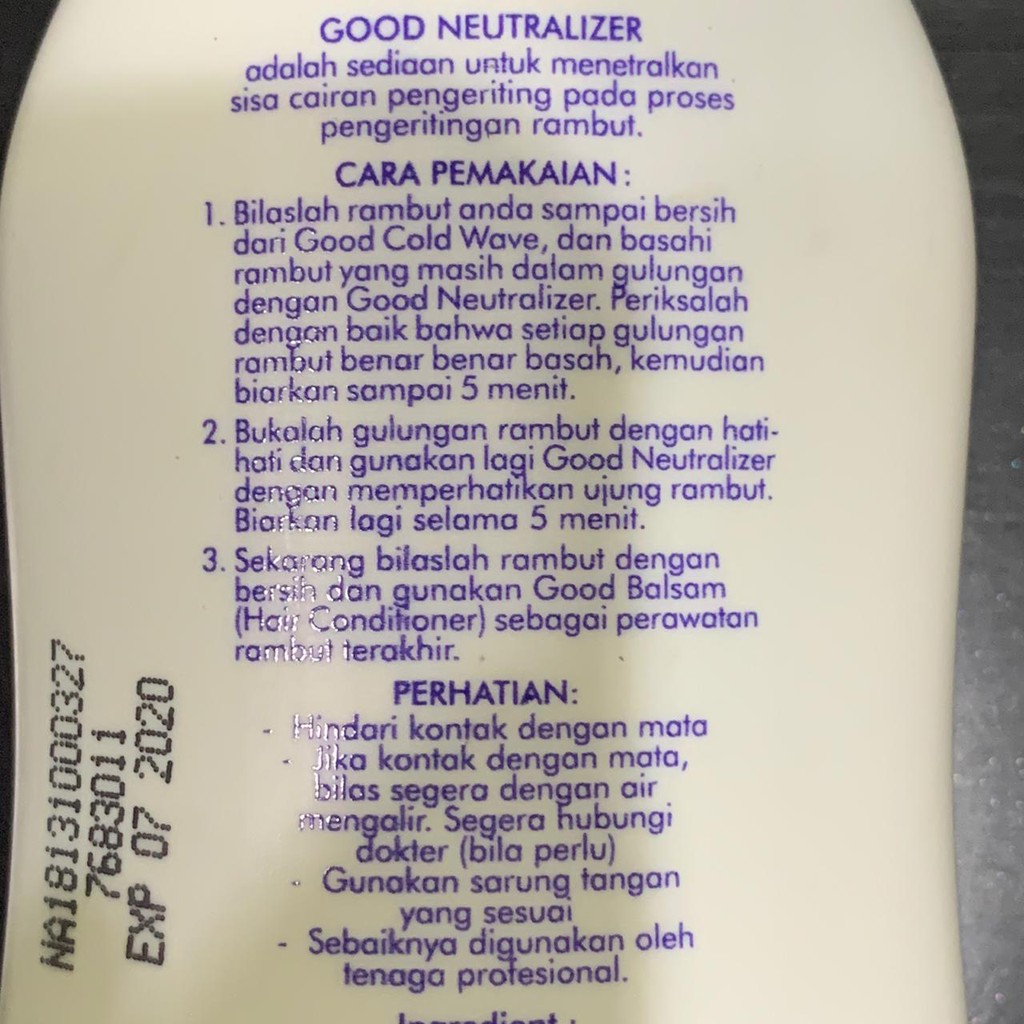 GOOD NEUTRALIZER
adalah sediaan untuk menetralkan
sisa cairan pengeriting pada proses
pengeritingan rambut.
CARA PEMAKAIAN :
1. Bilaslah rambut anda sampai bersih
dari Good Cold Wave, dan basahi
rambut yang masih dalam gulungan
dengan Good Neutralizer. Periksalah
dengan baik bahwa setiap gulungan
rambut benar benar basah, kemudian
biarkan sampai 5 menit.
2. Bukalah gulungan rambut dengan hati-
hati dan gunakan lagi Good Neutralizer
dengan memperhatikan ujung rambut.
Biarkan lagi selama 5 menit.
3. Sekarang bilaslah rambut dengan
bersih dan gunakan Good Balsam
(Hair Conditioner) sebagai perawatan
rambut terakhir.
PERHATIAN:
- Hindari kontak dengan mata
- Jika kontak dengan mata,
bilas segera dengan air
mengalir. Segera hubungi
dokter (bila perlu)
- Gunakan sarung tangan
yang sesuai
- Sebaiknya digunakan oleh
tenaga profesional.
Ingredient :
NA18131000327
7683011
EXP 07 2020